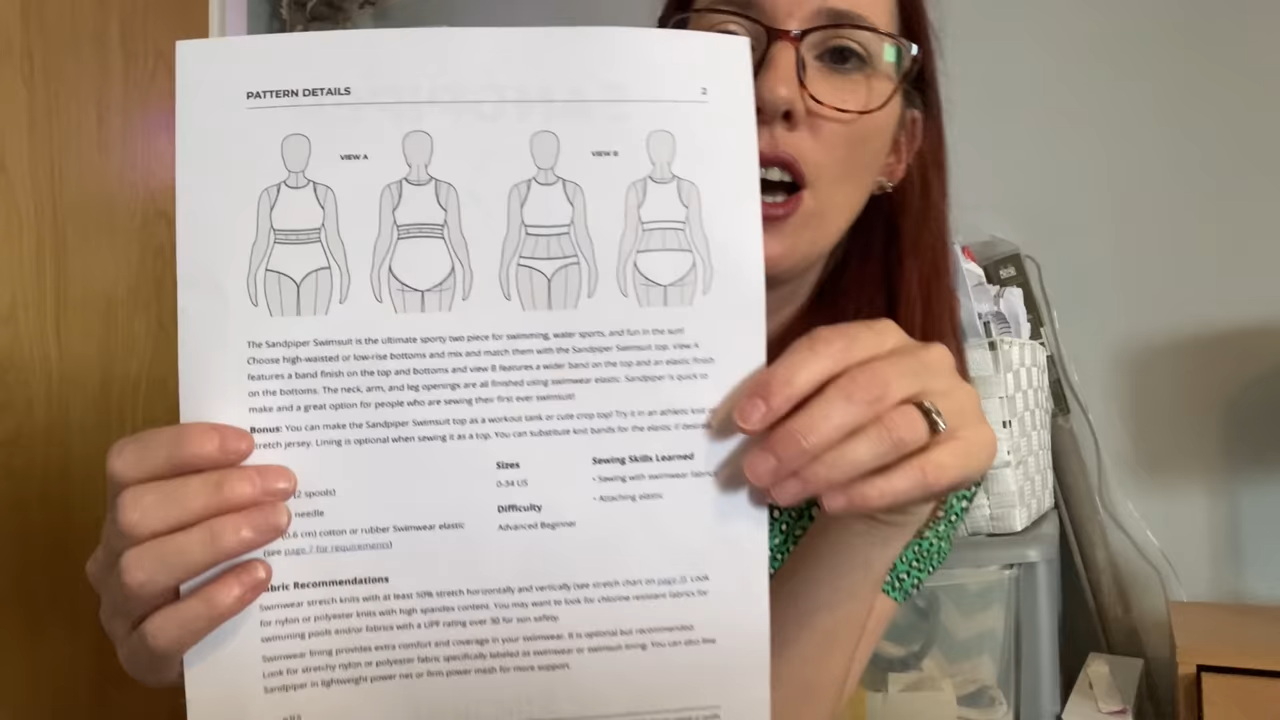 PATTERN DETAILS 2
VIEW A VIEW B
The Sandpiper Swimsuit is the ultimate sporty two piece for swimming, water sports, and fun in the sun!
Choose high-waisted or low-rise bottoms and mix and match them with the Sandpiper Swimsuit top. View A
features a band finish on the top and bottoms and view B features a wider band on the top and an elastic finish
on the bottoms. The neck, arm, and leg openings are all finished using swimwear elastic. Sandpiper is quick to
make and a great option for people who are sewing their first ever swimsuit!
Bonus: You can make the Sandpiper Swimsuit top as a workout tank or cute crop top! Try it in an athletic knit
stretch jersey. Lining is optional when sewing it as a top. You can substitute knit bands for the elastic if desired.
Sizes
0-34 US
Difficulty
Advanced Beginner
Sewing Skills Learned
• Sewing with swimwear fabrics
• Attaching elastic
(2 spools)
needle
(0.6 cm) cotton or rubber Swimwear elastic
(see page 7 for requirements)
abric Recommendations
Swimwear stretch knits with at least 50% stretch horizontally and vertically (see stretch chart on page ). Look
for nylon or polyester knits with high spandex content. You may want to look for chlorine resistant fabrics for
swimming pools and/or fabrics with a UPF rating over 50 for sun safety.
Swimwear lining provides extra comfort and coverage in your swimwear. It is optional but recommended.
Look for stretchy nylon or polyester fabric specifically labeled as swimwear or swimsuit lining. You can also line
Sandpiper in lightweight power net or firm power mesh for more support.